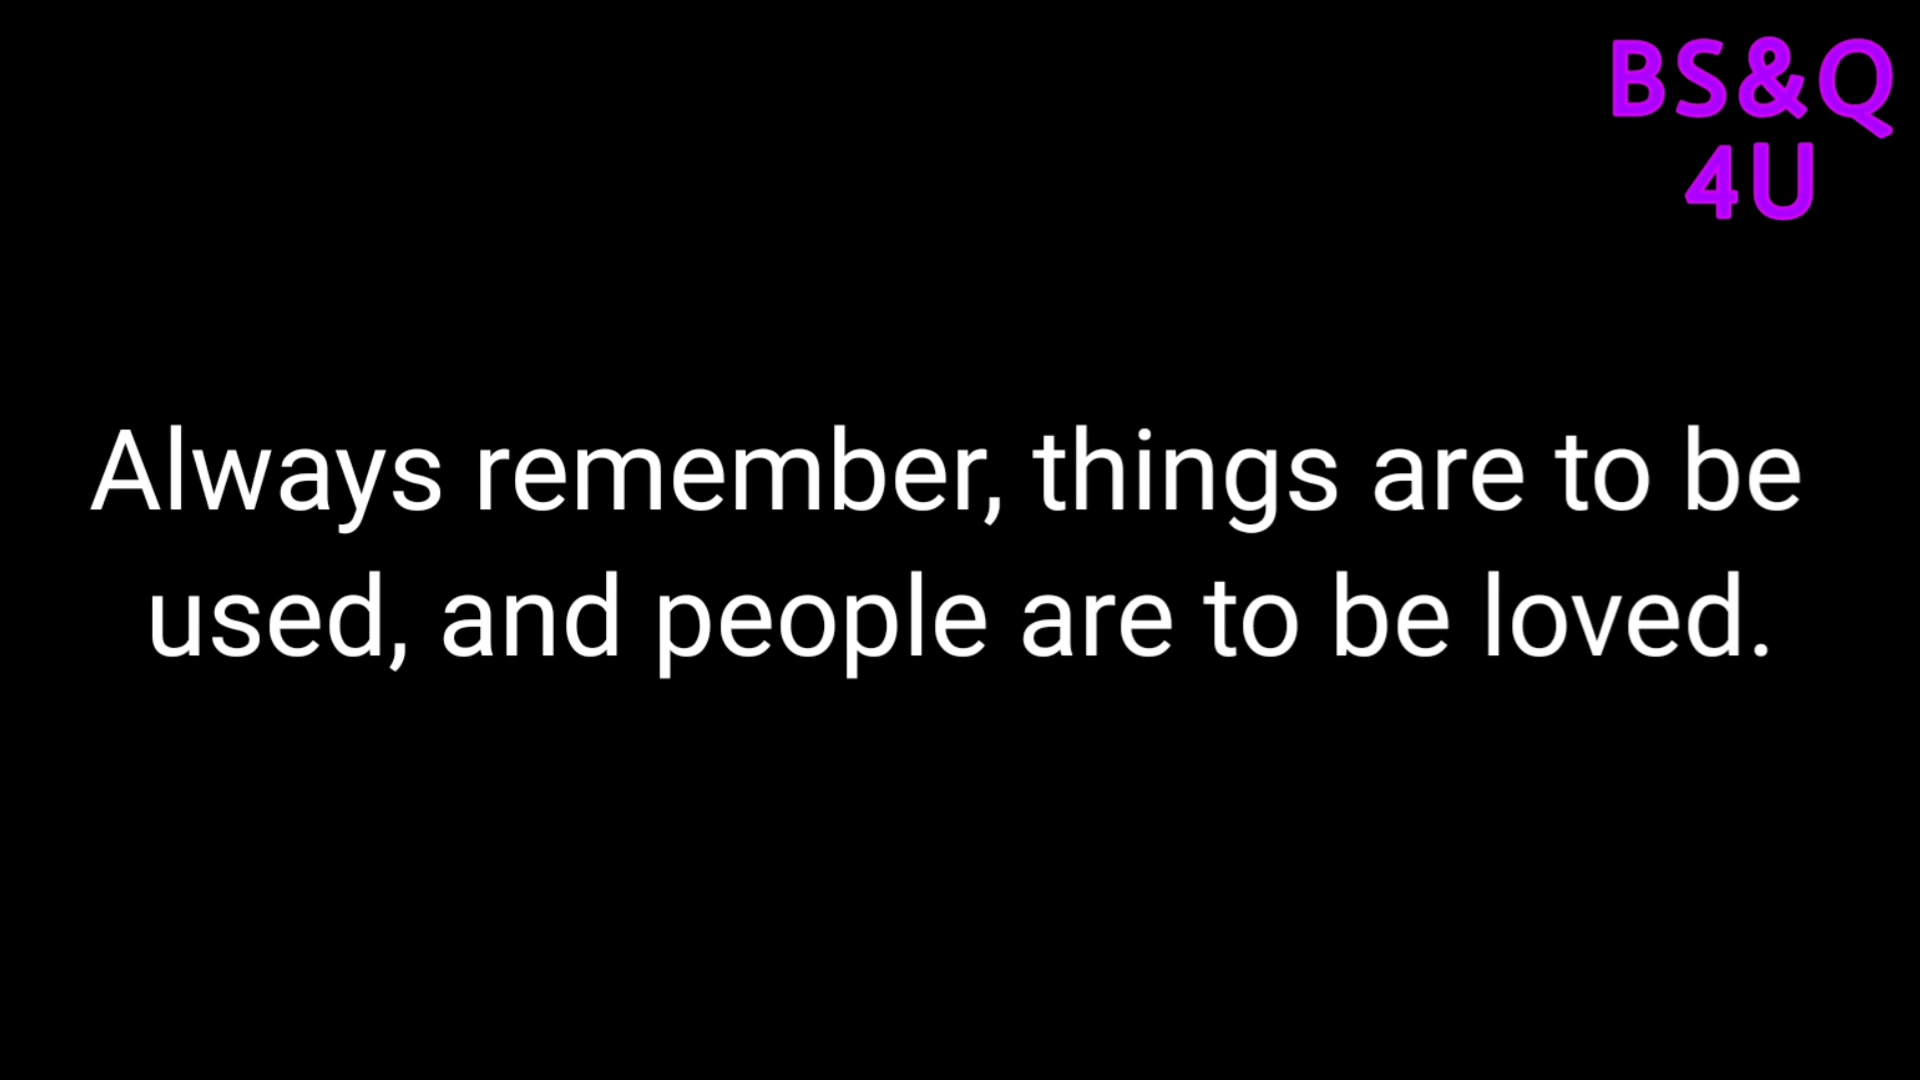 BS&Q
4U
Always remember, things are to be
used, and people are to be loved.